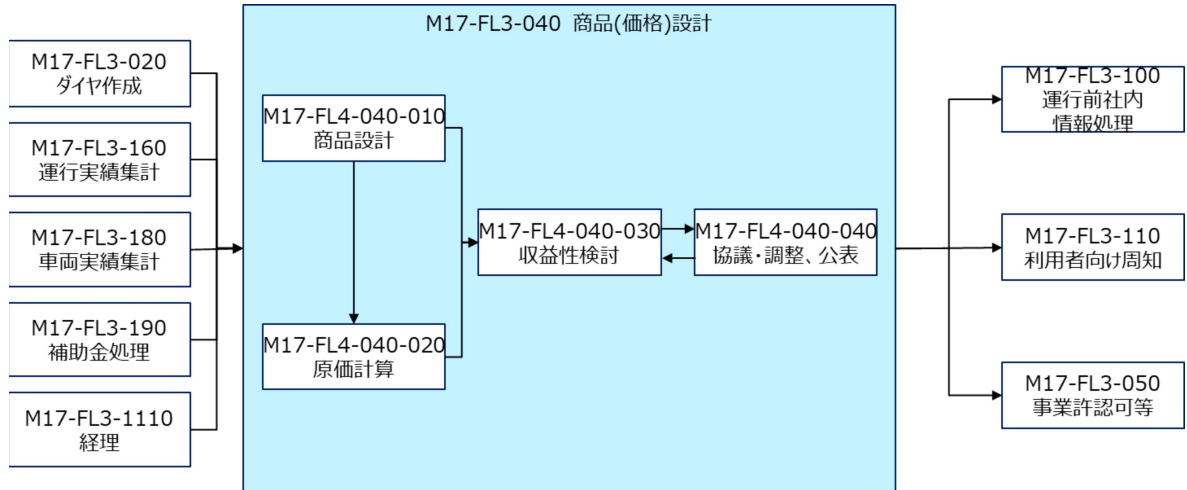 M17-FL3-040 商品(価格)設計
M17-FL3-020
ダイヤ作成
M17-FL3-160
運行実績集計
M17-FL3-180
車両実績集計
M17-FL3-190
補助金処理
M17-FL3-1110
経理
M17-FL4-040-010
商品設計
M17-FL4-040-020
原価計算
M17-FL4-040-030
収益性検討
M17-FL4-040-040
協議・調整、公表
M17-FL3-100
運行前社内
情報処理
M17-FL3-110
利用者向け周知
M17-FL3-050
事業許認可等